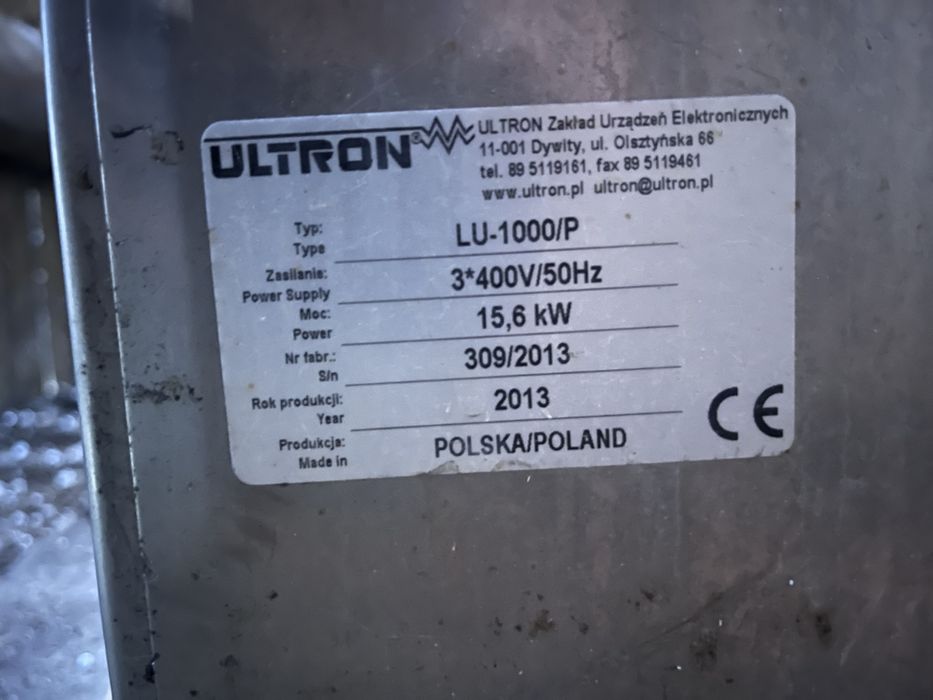 ULTRON®
ULTRON Zakład Urządzeń Elektronicznych
11-001 Dywity, ul. Olsztyńska 66
tel. 89 5119161, fax 89 5119461
www.ultron.pl ultron@ultron.pl
Typ: LU-1000/P
Type
Zasilanie: 3*400V/50Hz
Power Supply
Moc: 15,6 kW
Power
Nr fabr.: 309/2013
S/n
Rok produkcji: 2013
Year
Produkcja: POLSKA/POLAND
Made in
CE